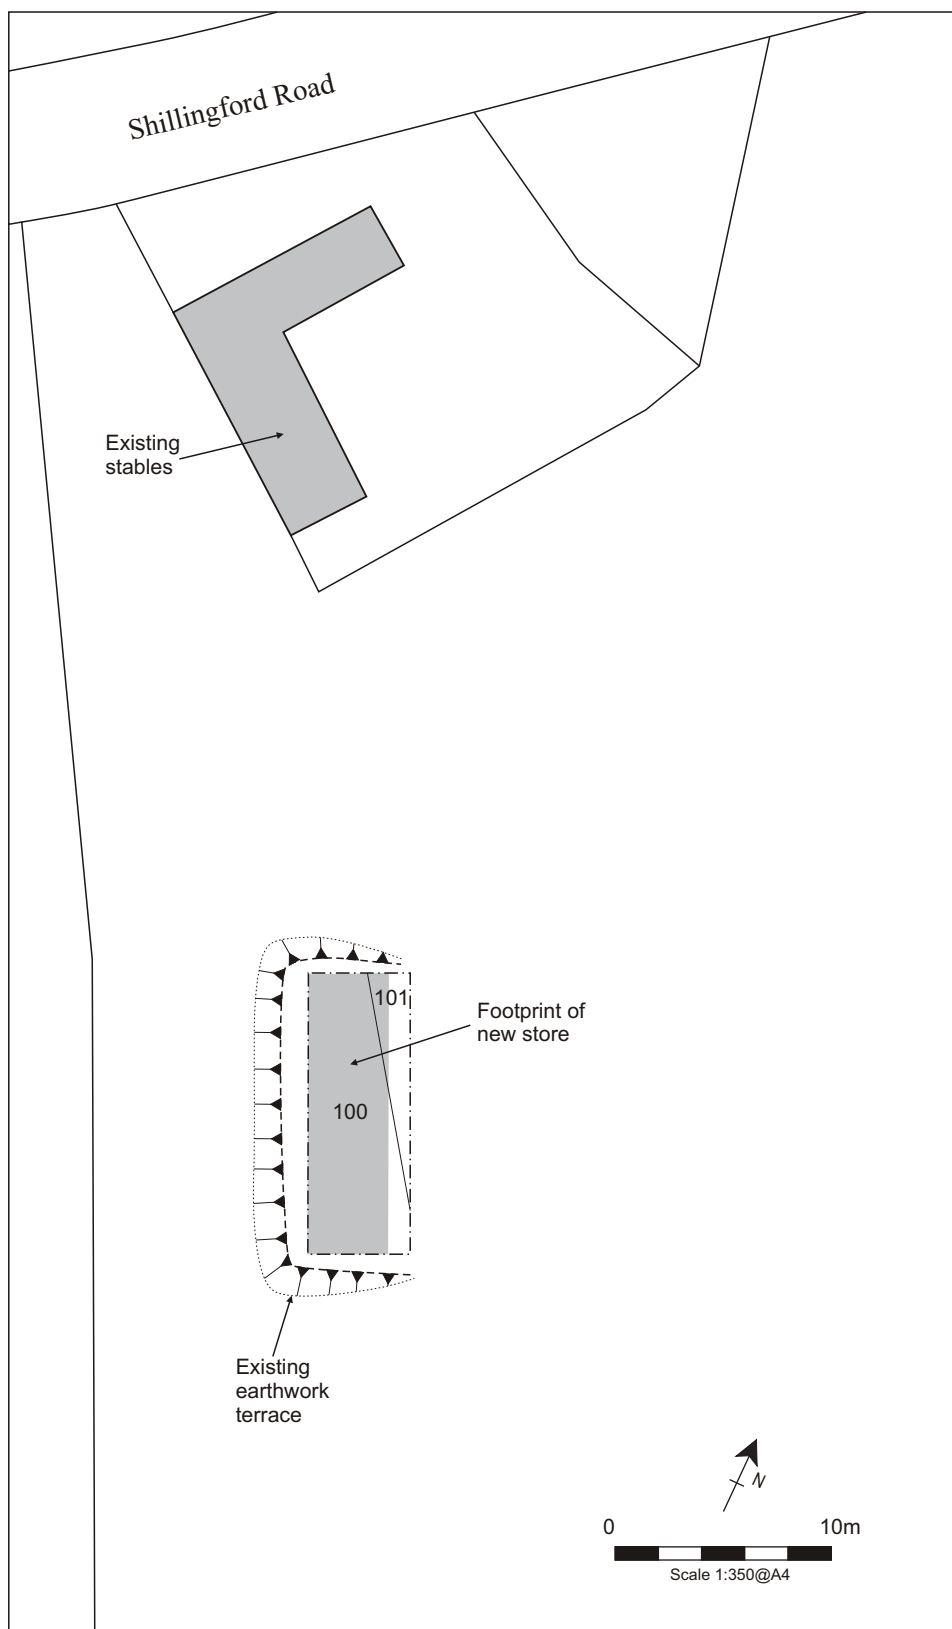 Shillingford Road
Existing
stables
101
Footprint of
new store
100
Existing
earthwork
terrace
N
0 10m
Scale 1:350@A4